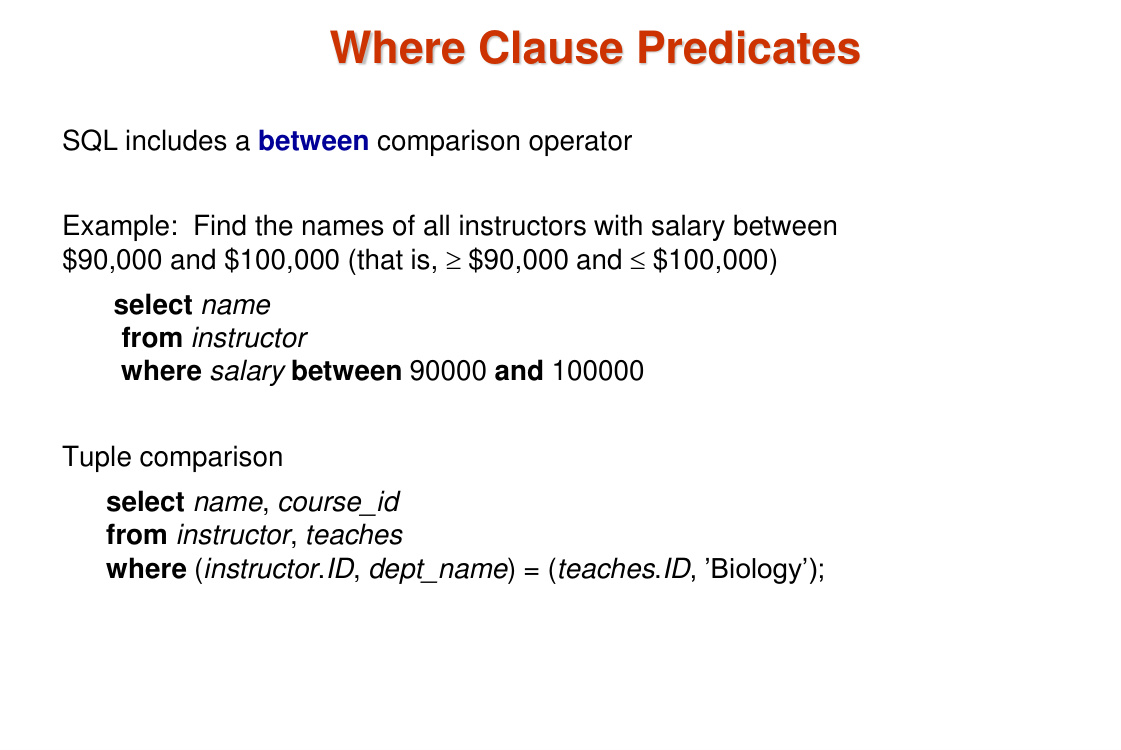 Where Clause Predicates
SQL includes a between comparison operator
Example:  Find the names of all instructors with salary between
$90,000 and $100,000 (that is, ≥ $90,000 and ≤ $100,000)
select name
from instructor
where salary between 90000 and 100000
Tuple comparison
select name, course_id
from instructor, teaches
where (instructor.ID, dept_name) = (teaches.ID, ’Biology’);